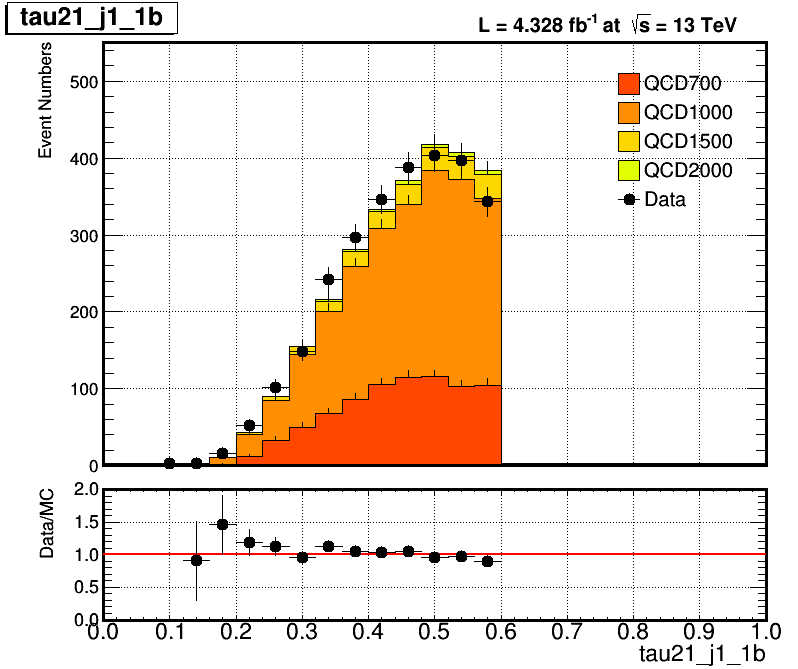 tau21_j1_1b
L = 4.328 fb-1 at √s = 13 TeV
Event Numbers
500
400
300
200
100
0
QCD700
QCD1000
QCD1500
QCD2000
Data
Data/MC
2.0
1.5
1.0
0.5
0.0
0.0 0.1 0.2 0.3 0.4 0.5 0.6 0.7 0.8 0.9 1.0
tau21_j1_1b